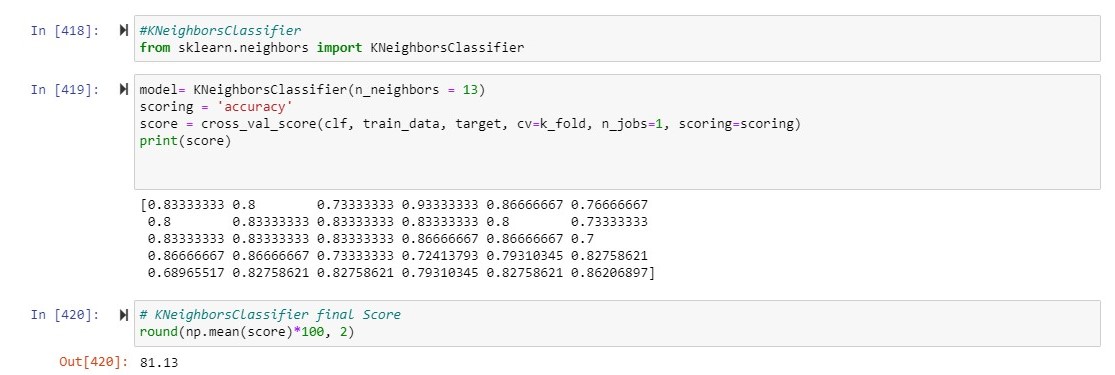 In [418]: #KNeighborsClassifier
from sklearn.neighbors import KNeighborsClassifier
In [419]: model= KNeighborsClassifier(n_neighbors = 13)
scoring = 'accuracy'
score = cross_val_score(clf, train_data, target, cv=k_fold, n_jobs=1, scoring=scoring)
print(score)
[0.83333333 0.8 0.73333333 0.93333333 0.86666667 0.76666667
0.8 0.83333333 0.83333333 0.83333333 0.8 0.73333333
0.83333333 0.83333333 0.83333333 0.86666667 0.86666667 0.7
0.86666667 0.86666667 0.73333333 0.72413793 0.79310345 0.82758621
0.68965517 0.82758621 0.82758621 0.79310345 0.82758621 0.86206897]
In [420]: # KNeighborsClassifier final Score
round(np.mean(score)*100, 2)
Out[420]: 81.13